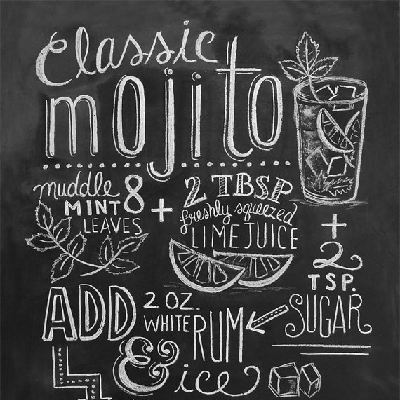 classic
mojito
muddle 8 MINT LEAVES + 2 TBSP freshly squeezed LIME JUICE + 2 TSP. SUGAR
ADD 2 OZ. WHITE RUM
& ice